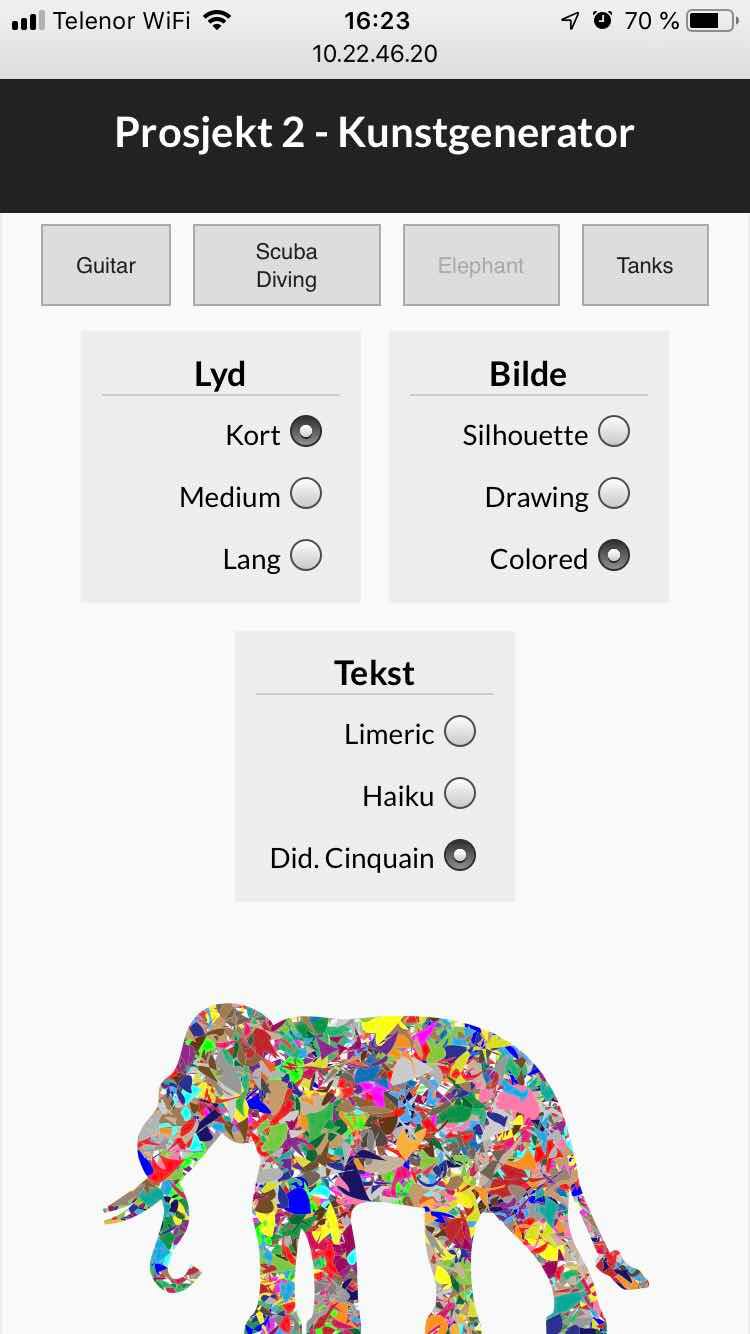 Telenor WiFi 16:23 70 %
10.22.46.20
Prosjekt 2 - Kunstgenerator
Guitar
Scuba
Diving
Elephant
Tanks
Lyd
Kort
Medium
Lang
Bilde
Silhouette
Drawing
Colored
Tekst
Limeric
Haiku
Did. Cinquain